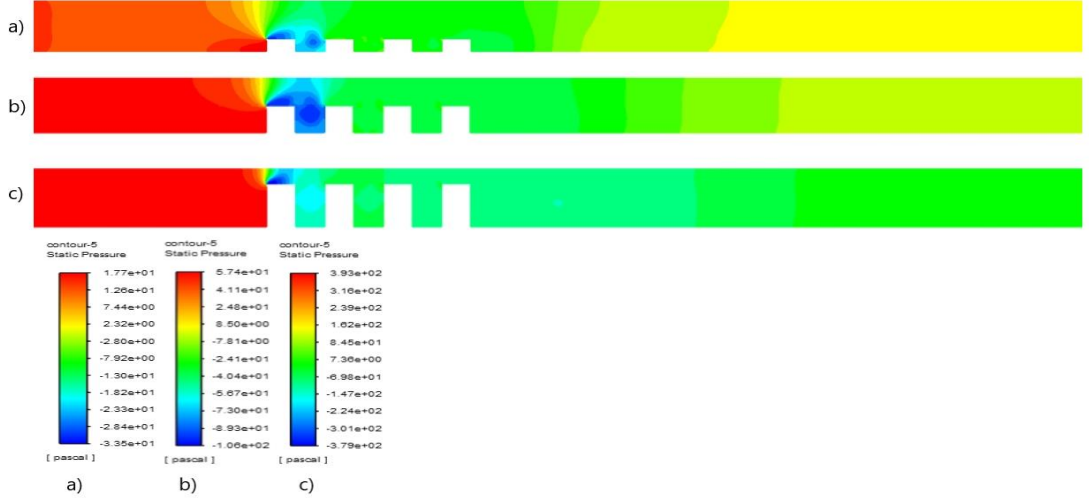 a)
b)
c)
contour-5
Static Pressure
1.77e+01
1.26e+01
7.44e+00
2.32e+00
-2.80e+00
-7.92e+00
-1.30e+01
-1.82e+01
-2.33e+01
-2.84e+01
-3.35e+01
[ pascal ]
a)
contour-5
Static Pressure
5.74e+01
4.11e+01
2.48e+01
8.50e+00
-7.81e+00
-2.41e+01
-4.04e+01
-5.67e+01
-7.30e+01
-8.93e+01
-1.06e+02
[ pascal ]
b)
contour-5
Static Pressure
3.93e+02
3.16e+02
2.39e+02
1.62e+02
8.45e+01
7.36e+00
-6.98e+01
-1.47e+02
-2.24e+02
-3.01e+02
-3.79e+02
[ pascal ]
c)